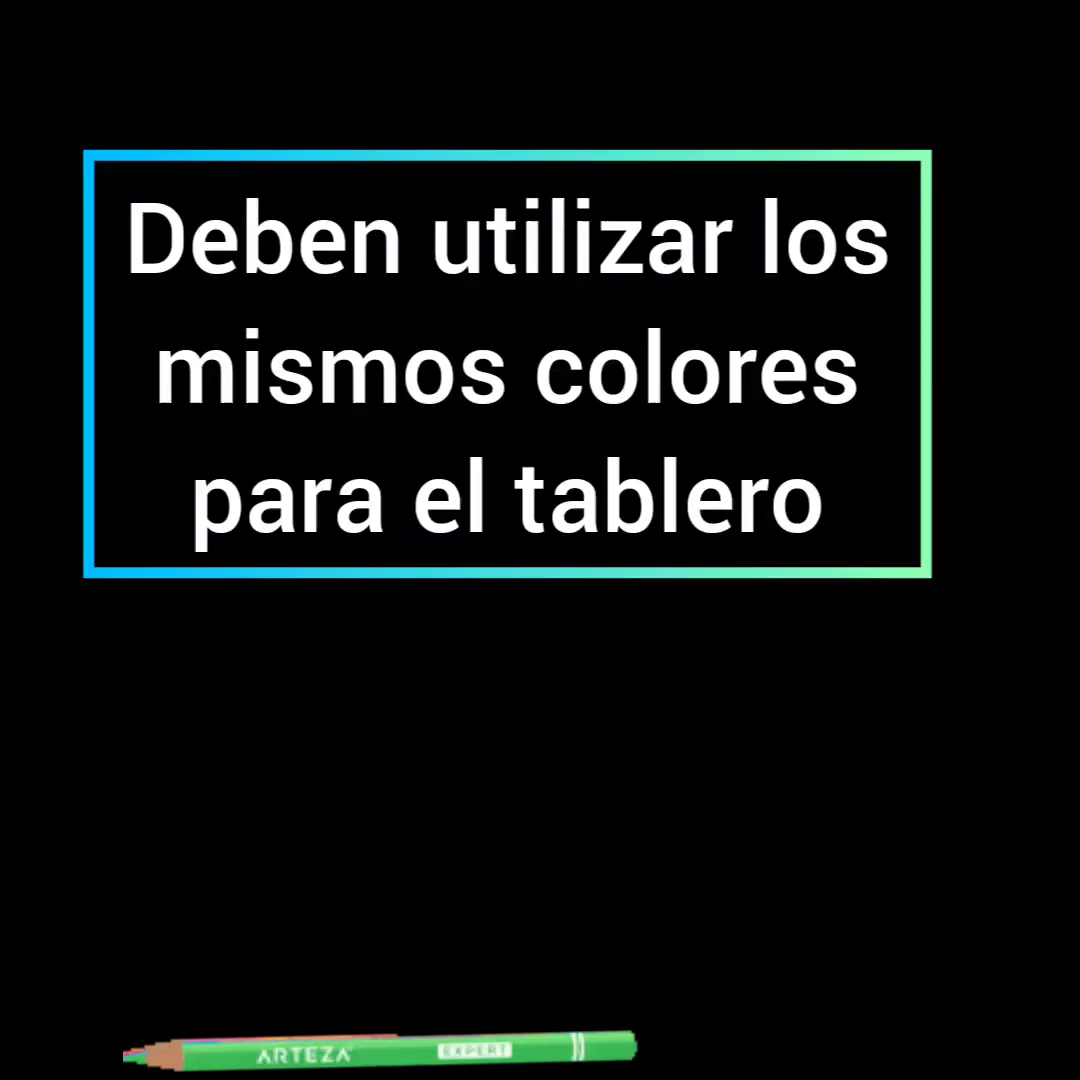 Deben utilizar los
mismos colores
para el tablero
ARTEZA EXPERT